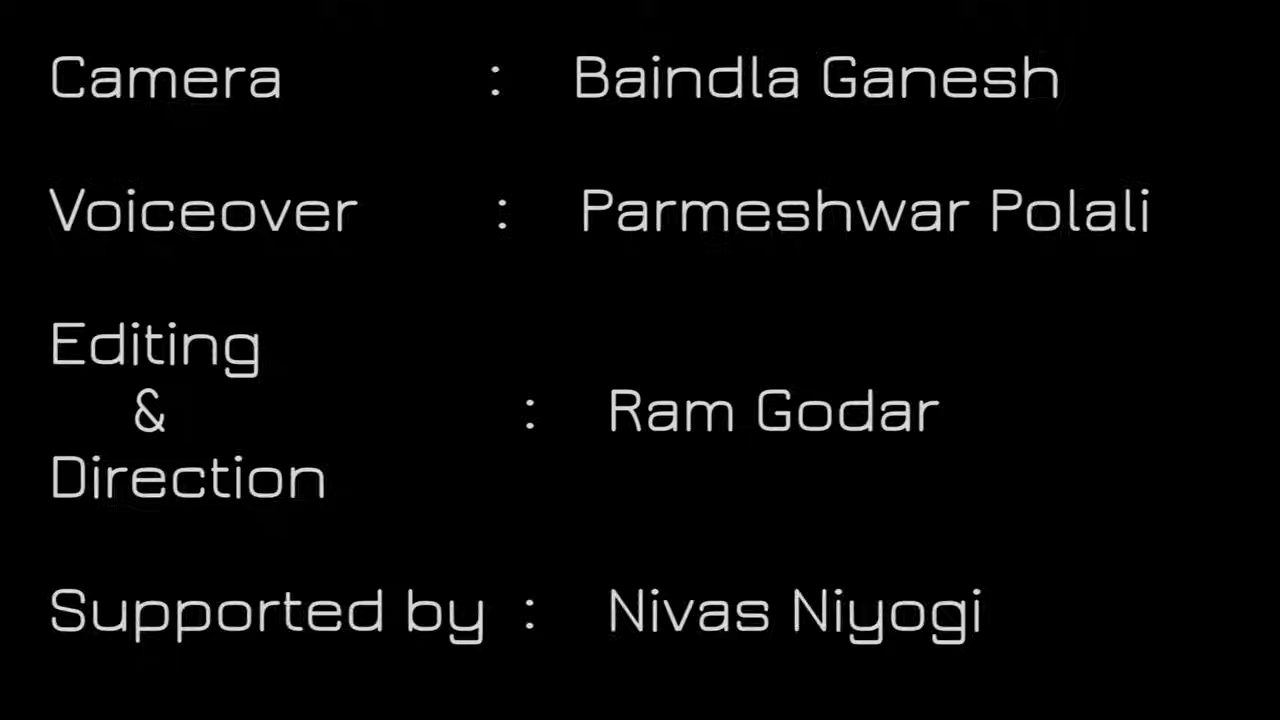 Camera : Baindla Ganesh
Voiceover : Parmeshwar Polali
Editing
&
: Ram Godar
Direction
Supported by : Nivas Niyogi